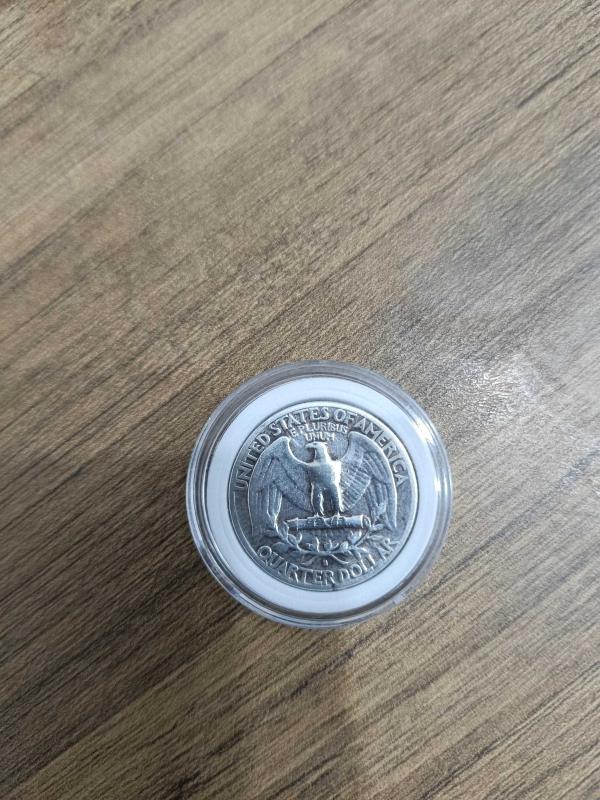 UNITED STATES OF AMERICA
E PLURIBUS
UNUM
QUARTER DOLLAR